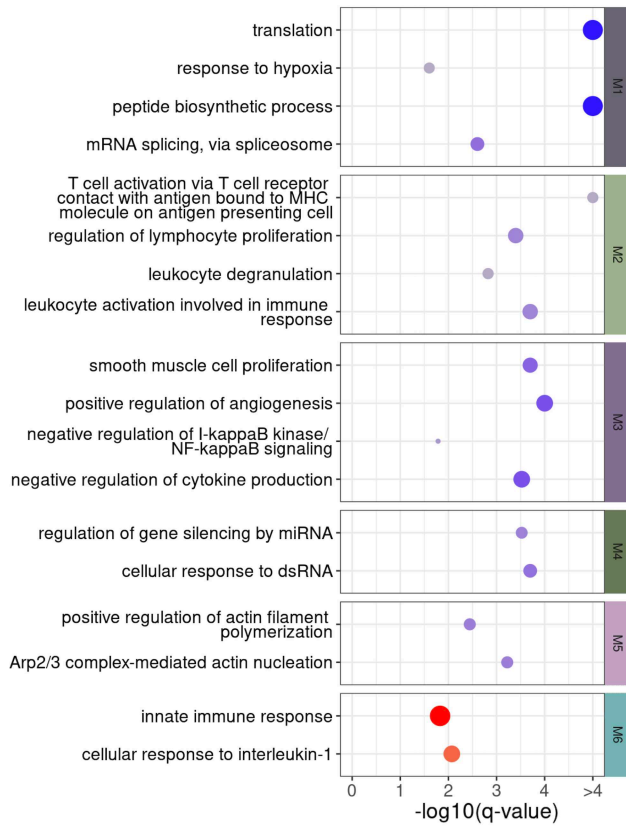 translation
response to hypoxia
peptide biosynthetic process
mRNA splicing, via spliceosome
M1
T cell activation via T cell receptor
contact with antigen bound to MHC
molecule on antigen presenting cell
regulation of lymphocyte proliferation
leukocyte degranulation
leukocyte activation involved in immune
response
M2
smooth muscle cell proliferation
positive regulation of angiogenesis
negative regulation of I-kappaB kinase/
NF-kappaB signaling
negative regulation of cytokine production
M3
regulation of gene silencing by miRNA
cellular response to dsRNA
M4
positive regulation of actin filament
polymerization
Arp2/3 complex-mediated actin nucleation
M5
innate immune response
cellular response to interleukin-1
M6
0 1 2 3 4 >4
-log10(q-value)